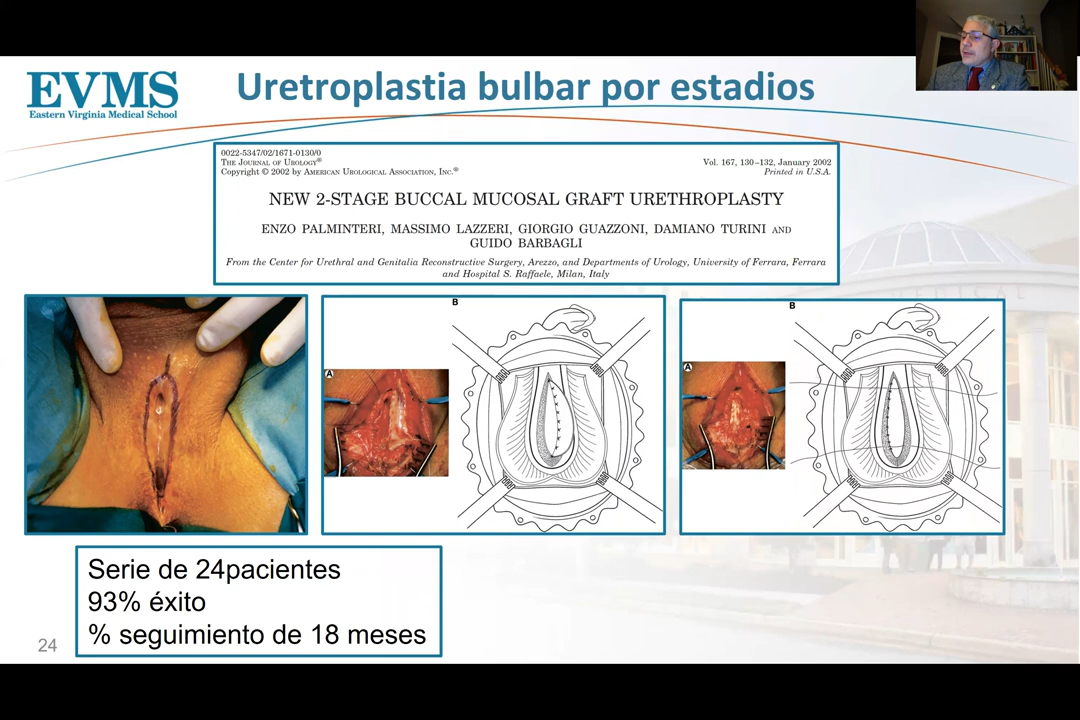 EVMS
Eastern Virginia Medical School
Uretroplastia bulbar por estadios
0022-5347/02/1671-0130/0
THE JOURNAL OF UROLOGY®
Copyright © 2002 by AMERICAN UROLOGICAL ASSOCIATION, INC.®
Vol. 167, 130–132, January 2002
Printed in U.S.A.
NEW 2-STAGE BUCCAL MUCOSAL GRAFT URETHROPLASTY
ENZO PALMINTERI, MASSIMO LAZZERI, GIORGIO GUAZZONI, DAMIANO TURINI AND
GUIDO BARBAGLI
From the Center for Urethral and Genitalia Reconstructive Surgery, Arezzo, and Departments of Urology, University of Ferrara, Ferrara
and Hospital S. Raffaele, Milan, Italy
B
A
B
A
Serie de 24pacientes
93% éxito
% seguimiento de 18 meses
24